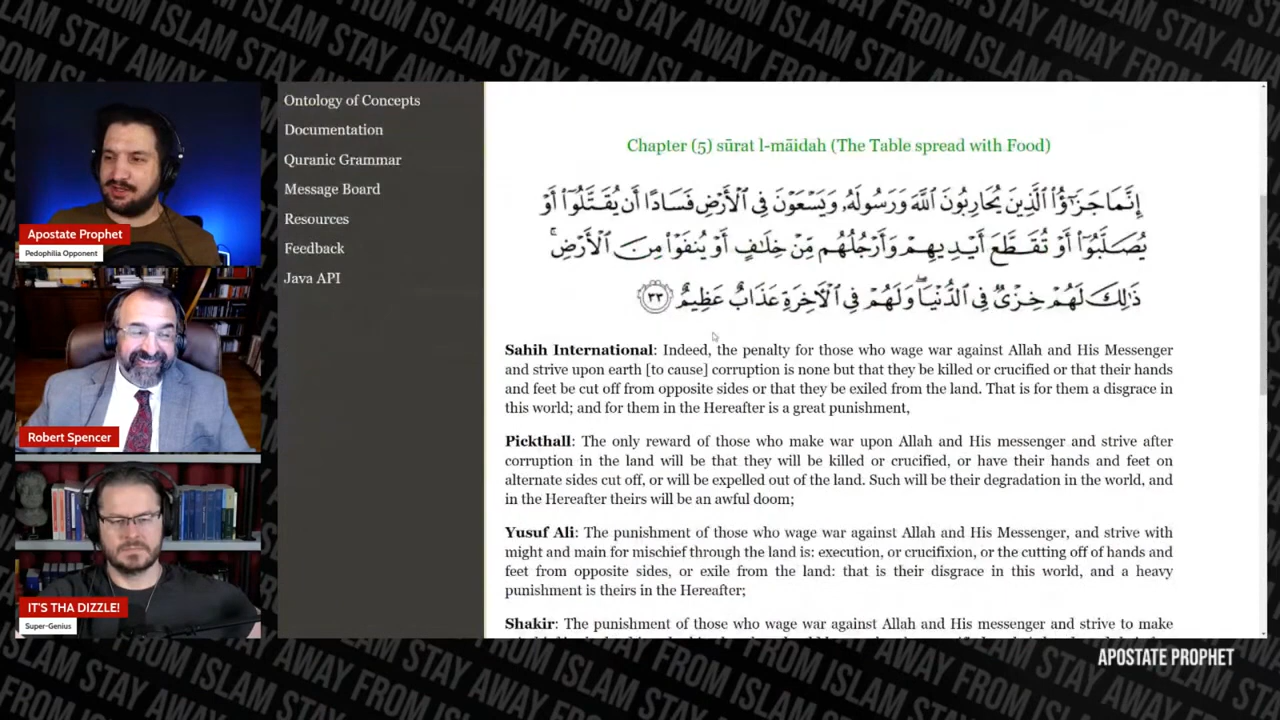 Ontology of Concepts
Documentation
Quranic Grammar
Message Board
Resources
Feedback
Java API
Apostate Prophet
Pedophilia Opponent
Robert Spencer
IT'S THA DIZZLE!
Super-Genius
Chapter (5) sūrat l-māidah (The Table spread with Food)
إِنَّمَا جَزَٰٓؤُا۟ ٱلَّذِينَ يُحَارِبُونَ ٱللَّهَ وَرَسُولَهُۥ وَيَسْعَوْنَ فِى ٱلْأَرْضِ فَسَادًا أَن يُقَتَّلُوٓا۟ أَوْ
يُصَلَّبُوٓا۟ أَوْ تُقَطَّعَ أَيْدِيهِمْ وَأَرْجُلُهُم مِّنْ خِلَٰفٍ أَوْ يُنفَوْا۟ مِنَ ٱلْأَرْضِ ۚ
ذَٰلِكَ لَهُمْ خِزْىٌ فِى ٱلدُّنْيَا ۖ وَلَهُمْ فِى ٱلْءَاخِرَةِ عَذَابٌ عَظِيمٌ ٣٣
Sahih International: Indeed, the penalty for those who wage war against Allah and His Messenger
and strive upon earth [to cause] corruption is none but that they be killed or crucified or that their hands
and feet be cut off from opposite sides or that they be exiled from the land. That is for them a disgrace in
this world; and for them in the Hereafter is a great punishment,
Pickthall: The only reward of those who make war upon Allah and His messenger and strive after
corruption in the land will be that they will be killed or crucified, or have their hands and feet on
alternate sides cut off, or will be expelled out of the land. Such will be their degradation in the world, and
in the Hereafter theirs will be an awful doom;
Yusuf Ali: The punishment of those who wage war against Allah and His Messenger, and strive with
might and main for mischief through the land is: execution, or crucifixion, or the cutting off of hands and
feet from opposite sides, or exile from the land: that is their disgrace in this world, and a heavy
punishment is theirs in the Hereafter;
Shakir: The punishment of those who wage war against Allah and His messenger and strive to make
APOSTATE PROPHET
STAY AWAY FROM ISLAM